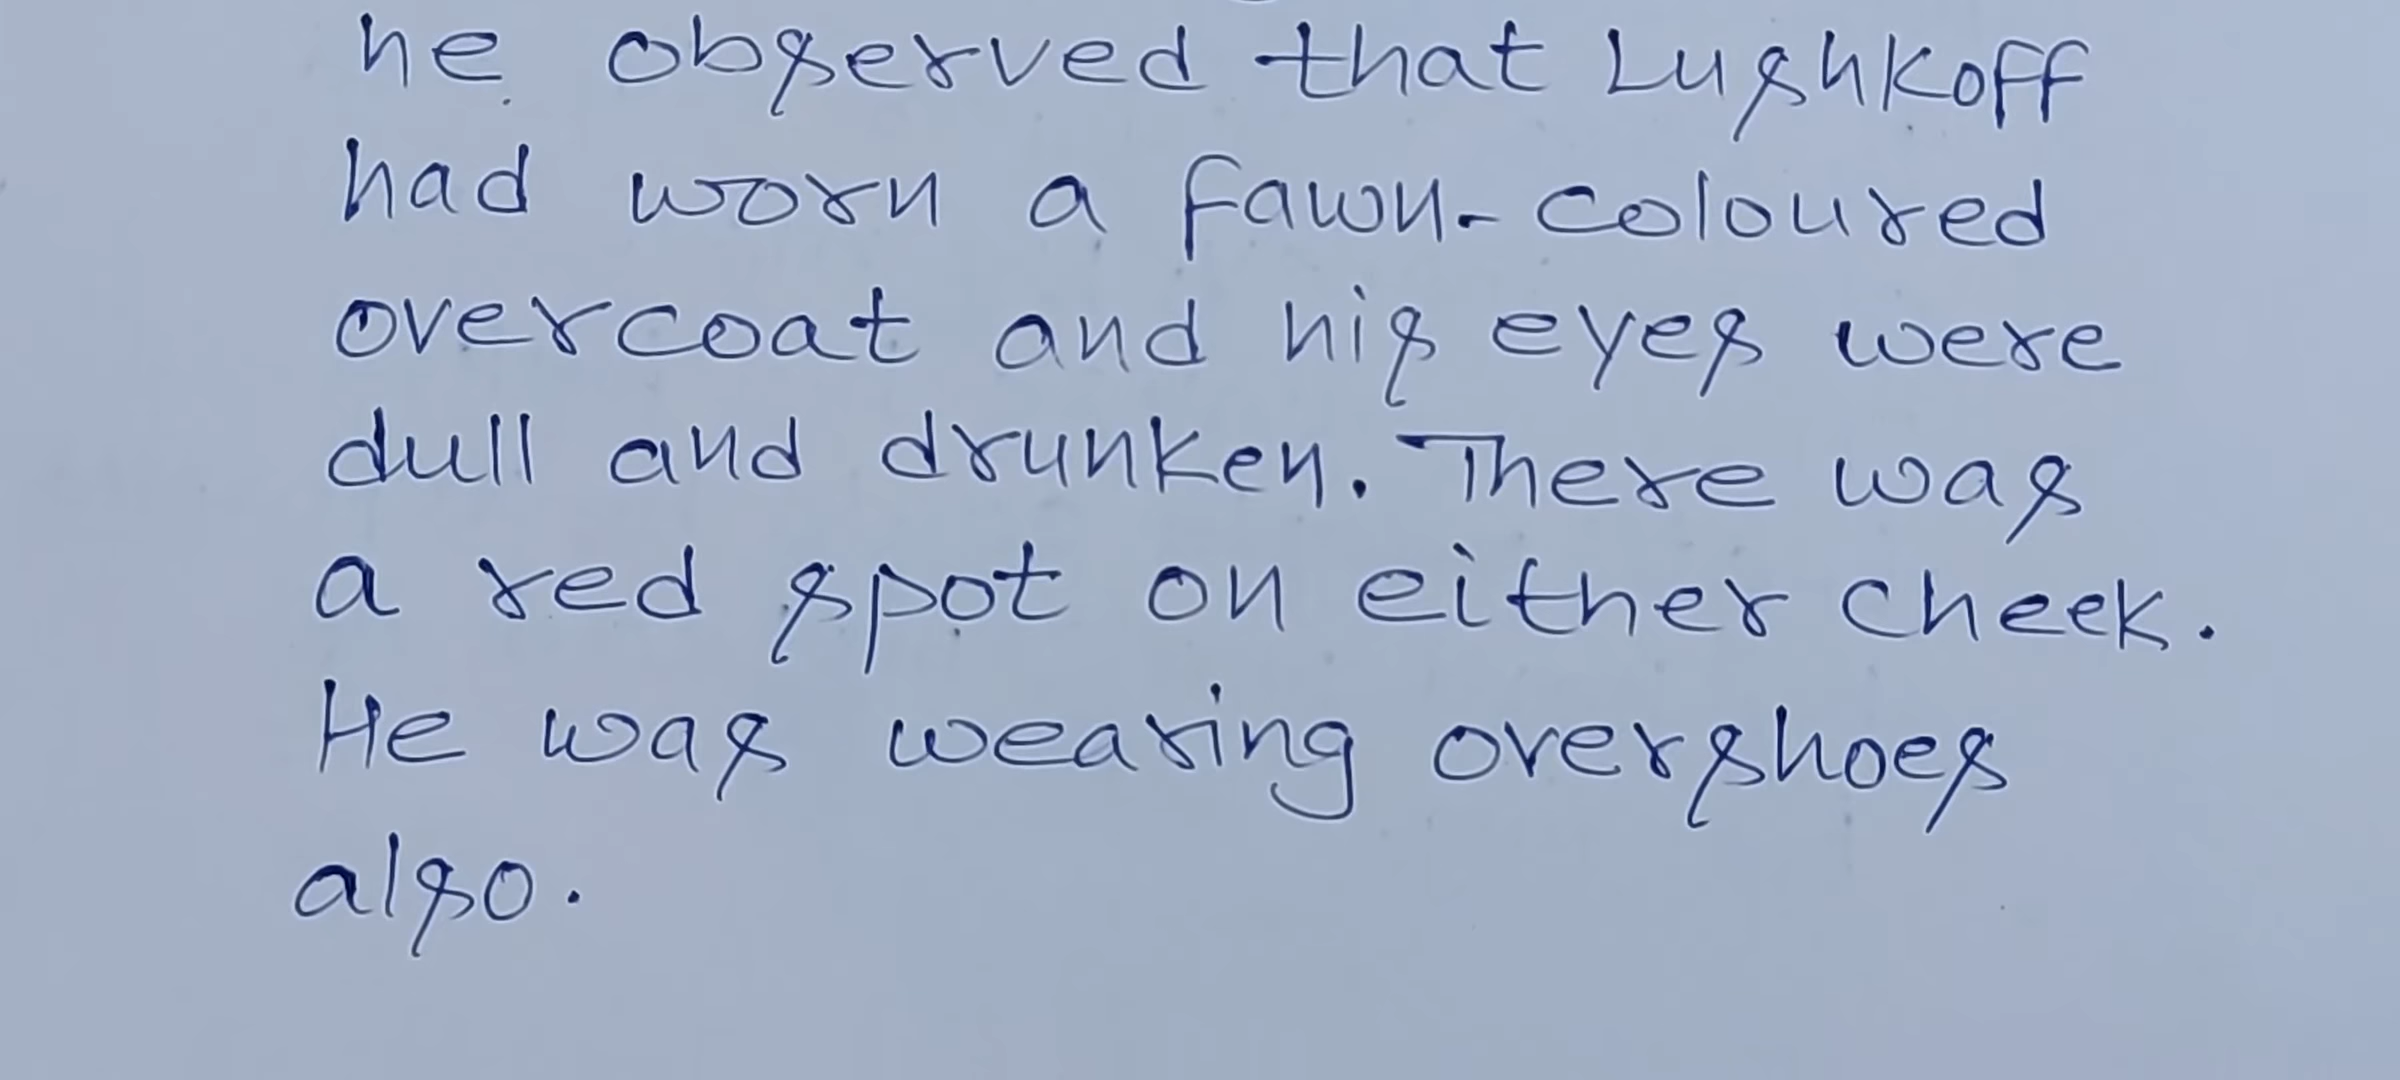 he observed that Lushkoff
had worn a fawn-coloured
overcoat and his eyes were
dull and drunken. There was
a red spot on either cheek.
He was wearing overshoes
also.